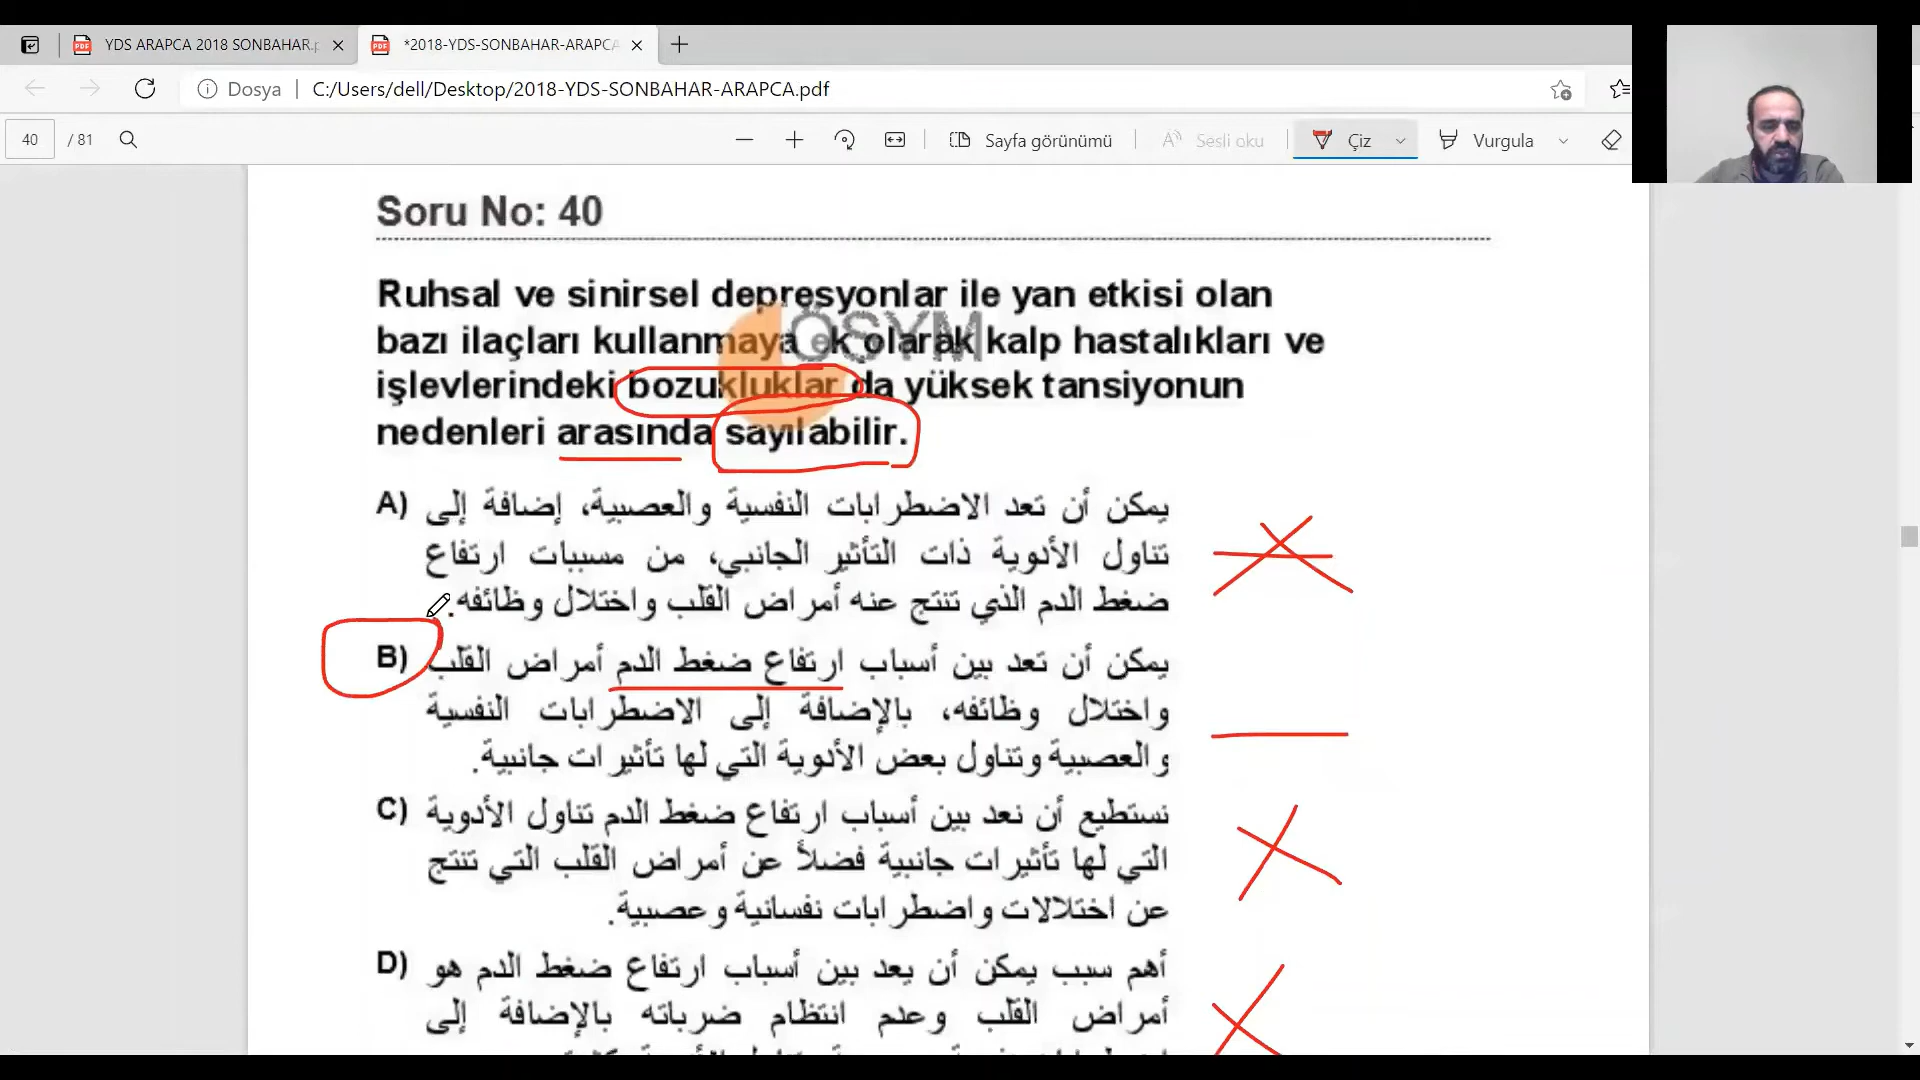 YDS ARAPCA 2018 SONBAHAR.p
*2018-YDS-SONBAHAR-ARAPCA
Dosya
C:/Users/dell/Desktop/2018-YDS-SONBAHAR-ARAPCA.pdf
40 / 81
Sayfa görünümü
Sesli oku
Çiz
Vurgula
Soru No: 40
Ruhsal ve sinirsel depresyonlar ile yan etkisi olan
bazı ilaçları kullanmaya ek olarak kalp hastalıkları ve
işlevlerindeki bozukluklar da yüksek tansiyonun
nedenleri arasında sayılabilir.
ÖSYM
A) يمكن أن تعد الاضطرابات النفسية والعصبية، إضافة إلى
تناول الأدوية ذات التأثير الجانبي، من مسببات ارتفاع
ضغط الدم الذي تنتج عنه أمراض القلب واختلال وظائفه.
B) يمكن أن تعد بين أسباب ارتفاع ضغط الدم أمراض القلب
واختلال وظائفه، بالإضافة إلى الاضطرابات النفسية
والعصبية وتناول بعض الأدوية التي لها تأثيرات جانبية.
C) نستطيع أن نعد بين أسباب ارتفاع ضغط الدم تناول الأدوية
التي لها تأثيرات جانبية فضلاً عن أمراض القلب التي تنتج
عن اختلالات واضطرابات نفسانية وعصبية.
D) أهم سبب يمكن أن يعد بين أسباب ارتفاع ضغط الدم هو
أمراض القلب وعدم انتظام ضرباته بالإضافة إلى